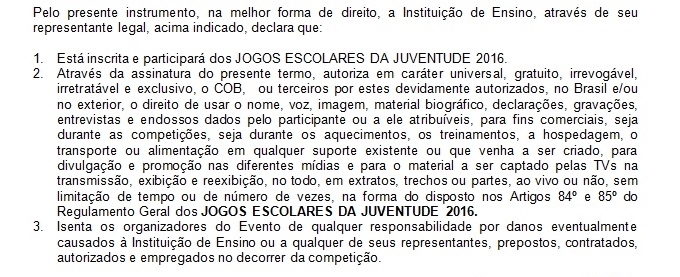 Pelo presente instrumento, na melhor forma de direito, a Instituição de Ensino, através de seu
representante legal, acima indicado, declara que:
1. Está inscrita e participará dos JOGOS ESCOLARES DA JUVENTUDE 2016.
2. Através da assinatura do presente termo, autoriza em caráter universal, gratuito, irrevogável,
irretratável e exclusivo, o COB, ou terceiros por estes devidamente autorizados, no Brasil e/ou
no exterior, o direito de usar o nome, voz, imagem, material biográfico, declarações, gravações,
entrevistas e endossos dados pelo participante ou a ele atribuíveis, para fins comerciais, seja
durante as competições, seja durante os aquecimentos, os treinamentos, a hospedagem, o
transporte ou alimentação em qualquer suporte existente ou que venha a ser criado, para
divulgação e promoção nas diferentes mídias e para o material a ser captado pelas TVs na
transmissão, exibição e reexibição, no todo, em extratos, trechos ou partes, ao vivo ou não, sem
limitação de tempo ou de número de vezes, na forma do disposto nos Artigos 84º e 85º do
Regulamento Geral dos JOGOS ESCOLARES DA JUVENTUDE 2016.
3. Isenta os organizadores do Evento de qualquer responsabilidade por danos eventualmente
causados à Instituição de Ensino ou a qualquer de seus representantes, prepostos, contratados,
autorizados e empregados no decorrer da competição.